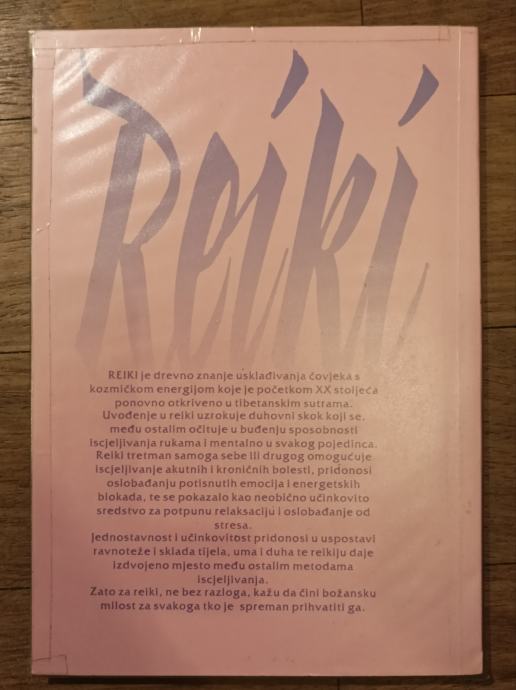 Reiki
REIKI je drevno znanje usklađivanja čovjeka s
kozmičkom energijom koje je početkom XX stoljeća
ponovno otkriveno u tibetanskim sutrama.
Uvođenje u reiki uzrokuje duhovni skok koji se,
među ostalim očituje u buđenju sposobnosti
iscjeljivanja rukama i mentalno u svakog pojedinca.
Reiki tretman samoga sebe ili drugog omogućuje
iscjeljivanje akutnih i kroničnih bolesti, pridonosi
oslobađanju potisnutih emocija i energetskih
blokada, te se pokazalo kao neobično učinkovito
sredstvo za potpunu relaksaciju i oslobađanje od
stresa.
Jednostavnost i učinkovitost pridonosi u uspostavi
ravnoteže i sklada tijela, uma i duha te reikiju daje
izdvojeno mjesto među ostalim metodama
iscjeljivanja.
Zato za reiki, ne bez razloga, kažu da čini božansku
milost za svakoga tko je spreman prihvatiti ga.